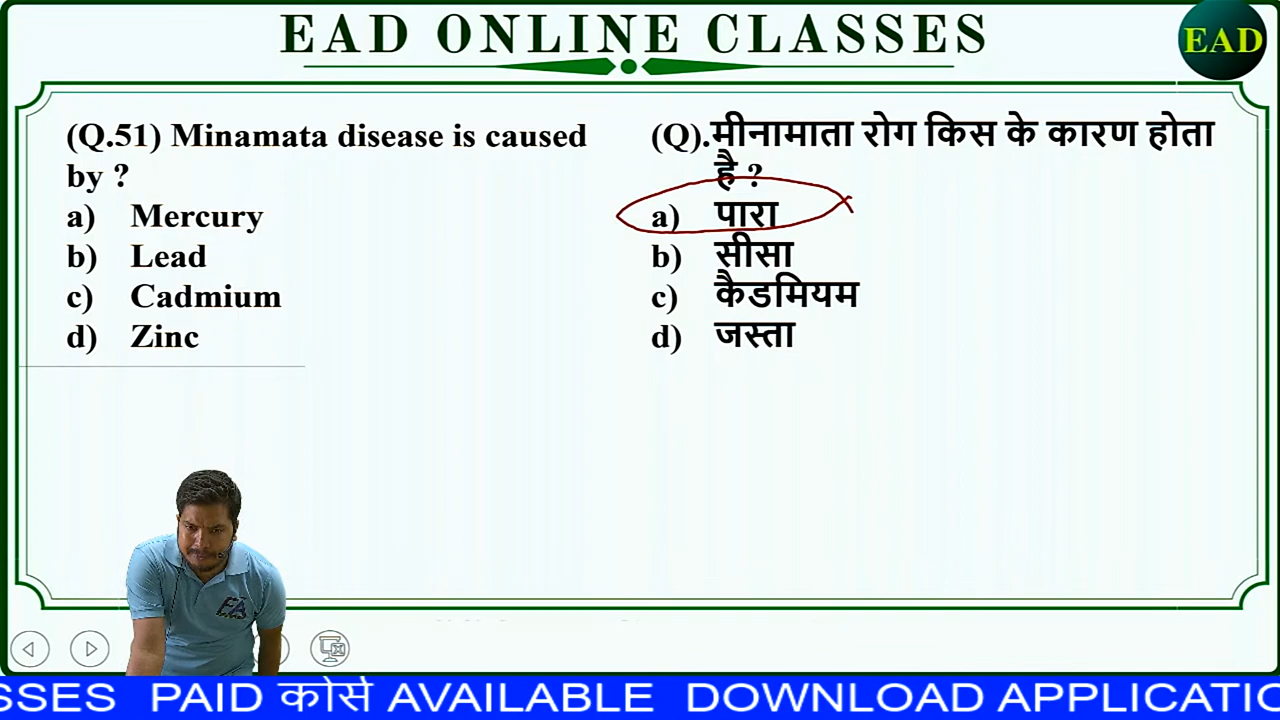 EAD ONLINE CLASSES
EAD
(Q.51) Minamata disease is caused
by ?
a) Mercury
b) Lead
c) Cadmium
d) Zinc
(Q).मीनामाता रोग किस के कारण होता
है ?
a) पारा
b) सीसा
c) कैडमियम
d) जस्ता
SSES PAID कोर्स AVAILABLE DOWNLOAD APPLICATIO